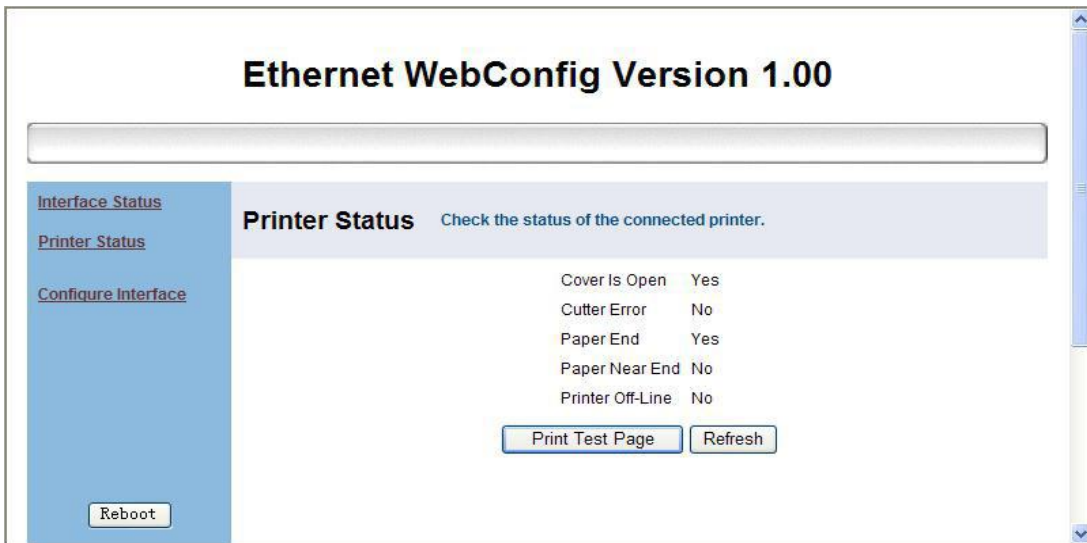 Ethernet WebConfig Version 1.00
Interface Status
Printer Status
Configure Interface
Reboot
Printer Status Check the status of the connected printer.
Cover Is Open Yes
Cutter Error No
Paper End Yes
Paper Near End No
Printer Off-Line No
Print Test Page Refresh